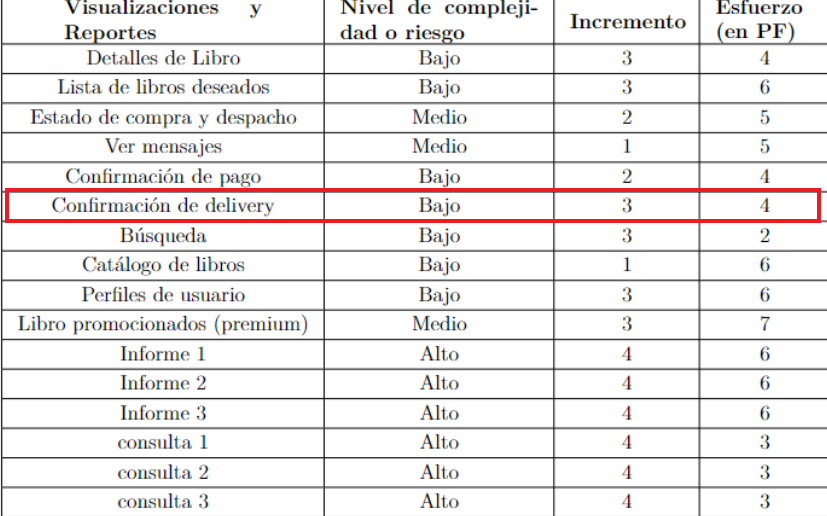 Visualizaciones y Reportes Nivel de complejidad o riesgo Incremento Esfuerzo (en PF)
Detalles de Libro Bajo 3 4
Lista de libros deseados Bajo 3 6
Estado de compra y despacho Medio 2 5
Ver mensajes Medio 1 5
Confirmación de pago Bajo 2 4
Confirmación de delivery Bajo 3 4
Búsqueda Bajo 3 2
Catálogo de libros Bajo 1 6
Perfiles de usuario Bajo 3 6
Libro promocionados (premium) Medio 3 7
Informe 1 Alto 4 6
Informe 2 Alto 4 6
Informe 3 Alto 4 6
consulta 1 Alto 4 3
consulta 2 Alto 4 3
consulta 3 Alto 4 3